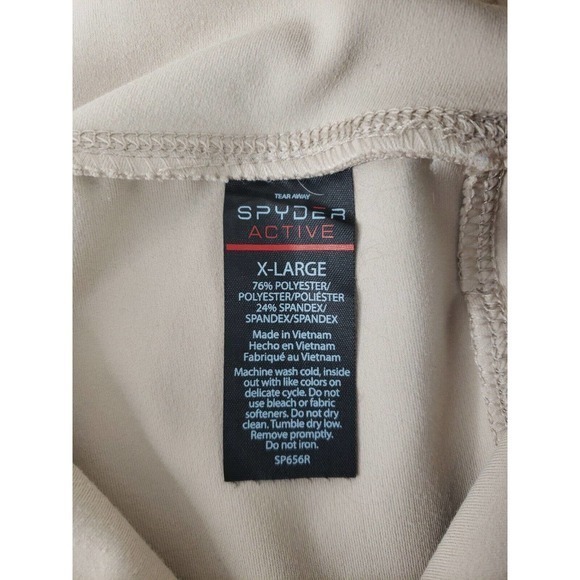 TEAR AWAY
SPYDER
ACTIVE
X-LARGE
76% POLYESTER/
POLYESTER/POLIÉSTER
24% SPANDEX/
SPANDEX/SPANDEX
Made in Vietnam
Hecho en Vietnam
Fabriqué au Vietnam
Machine wash cold, inside
out with like colors on
delicate cycle. Do not
use bleach or fabric
softeners. Do not dry
clean. Tumble dry low.
Remove promptly.
Do not iron.
SP656R